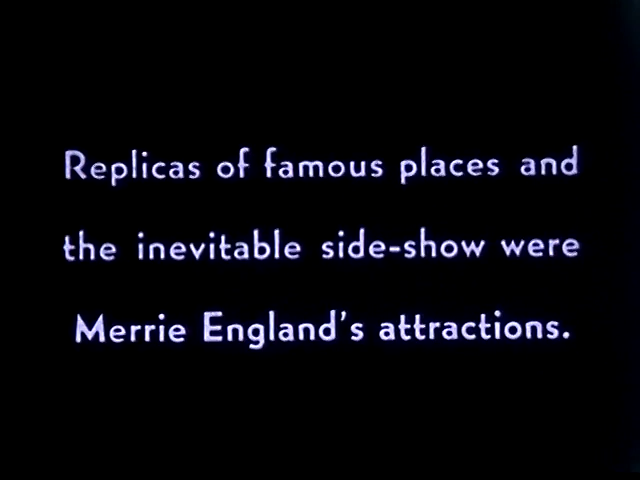 Replicas of famous places and
the inevitable side-show were
Merrie England's attractions.